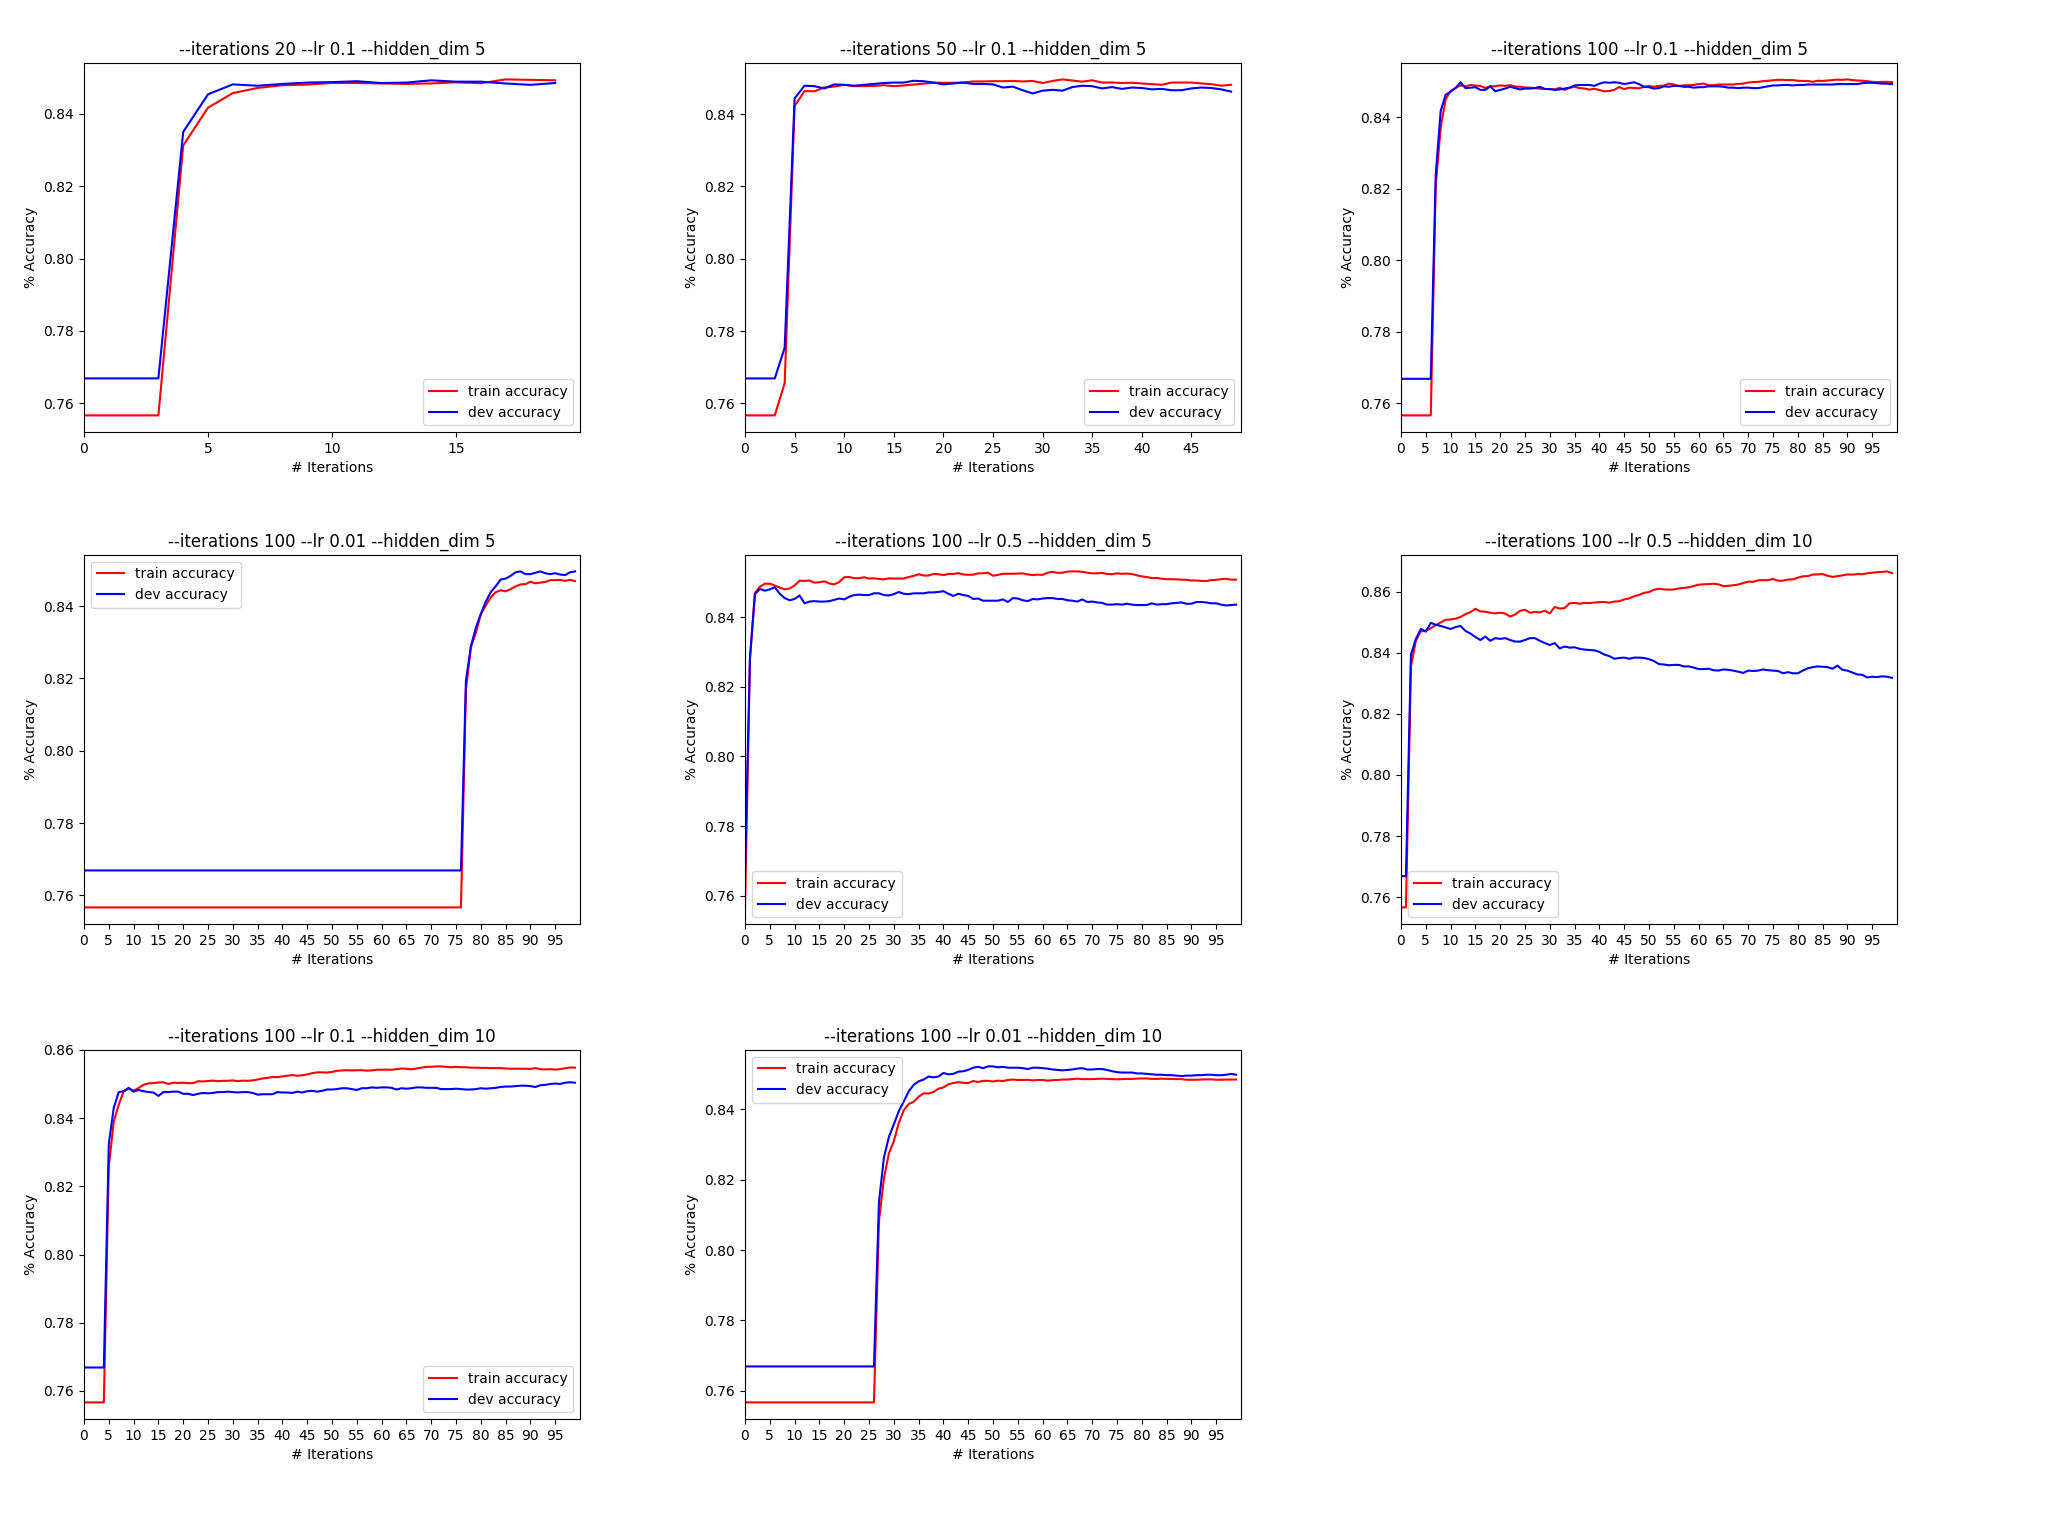 --iterations 20 --lr 0.1 --hidden_dim 5
% Accuracy
0.84
0.82
0.80
0.78
0.76
train accuracy
dev accuracy
0 5 10 15
# Iterations
--iterations 50 --lr 0.1 --hidden_dim 5
% Accuracy
0.84
0.82
0.80
0.78
0.76
train accuracy
dev accuracy
0 5 10 15 20 25 30 35 40 45
# Iterations
--iterations 100 --lr 0.1 --hidden_dim 5
% Accuracy
0.84
0.82
0.80
0.78
0.76
train accuracy
dev accuracy
0 5 10 15 20 25 30 35 40 45 50 55 60 65 70 75 80 85 90 95
# Iterations
--iterations 100 --lr 0.01 --hidden_dim 5
train accuracy
dev accuracy
% Accuracy
0.84
0.82
0.80
0.78
0.76
0 5 10 15 20 25 30 35 40 45 50 55 60 65 70 75 80 85 90 95
# Iterations
--iterations 100 --lr 0.5 --hidden_dim 5
% Accuracy
0.84
0.82
0.80
0.78
0.76
train accuracy
dev accuracy
0 5 10 15 20 25 30 35 40 45 50 55 60 65 70 75 80 85 90 95
# Iterations
--iterations 100 --lr 0.5 --hidden_dim 10
% Accuracy
0.86
0.84
0.82
0.80
0.78
0.76
train accuracy
dev accuracy
0 5 10 15 20 25 30 35 40 45 50 55 60 65 70 75 80 85 90 95
# Iterations
--iterations 100 --lr 0.1 --hidden_dim 10
% Accuracy
0.86
0.84
0.82
0.80
0.78
0.76
train accuracy
dev accuracy
0 5 10 15 20 25 30 35 40 45 50 55 60 65 70 75 80 85 90 95
# Iterations
--iterations 100 --lr 0.01 --hidden_dim 10
train accuracy
dev accuracy
% Accuracy
0.84
0.82
0.80
0.78
0.76
0 5 10 15 20 25 30 35 40 45 50 55 60 65 70 75 80 85 90 95
# Iterations